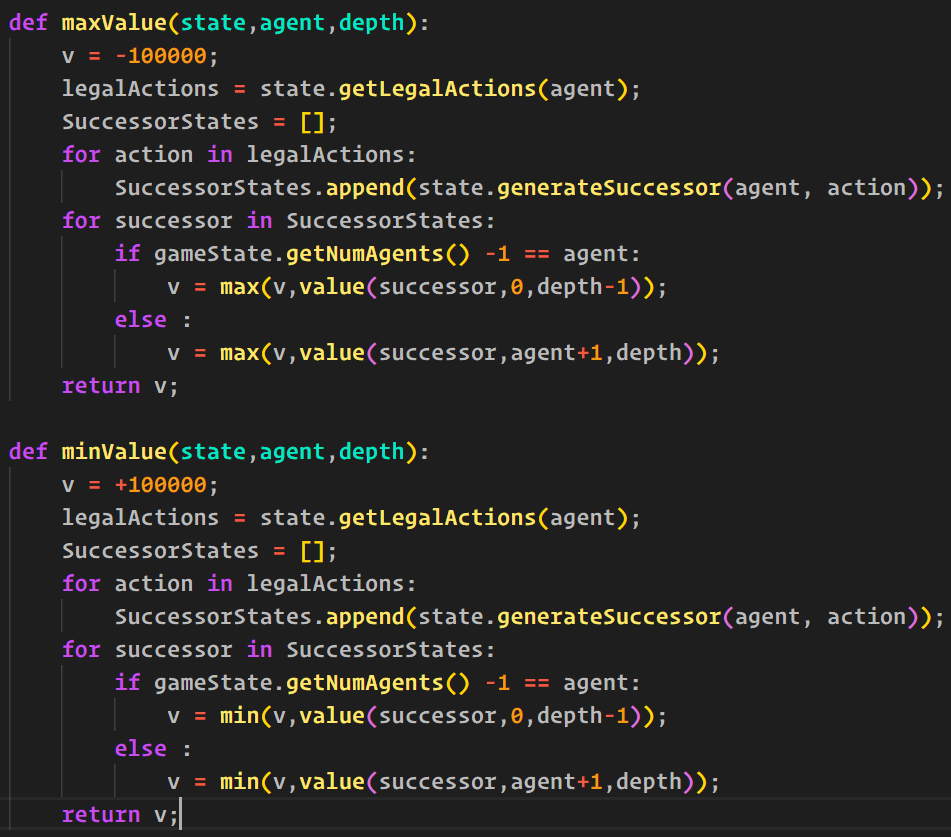 def maxValue(state,agent,depth):
    v = -100000;
    legalActions = state.getLegalActions(agent);
    SuccessorStates = [];
    for action in legalActions:
        SuccessorStates.append(state.generateSuccessor(agent, action));
    for successor in SuccessorStates:
        if gameState.getNumAgents() -1 == agent:
            v = max(v,value(successor,0,depth-1));
        else :
            v = max(v,value(successor,agent+1,depth));
    return v;

def minValue(state,agent,depth):
    v = +100000;
    legalActions = state.getLegalActions(agent);
    SuccessorStates = [];
    for action in legalActions:
        SuccessorStates.append(state.generateSuccessor(agent, action));
    for successor in SuccessorStates:
        if gameState.getNumAgents() -1 == agent:
            v = min(v,value(successor,0,depth-1));
        else :
            v = min(v,value(successor,agent+1,depth));
    return v;